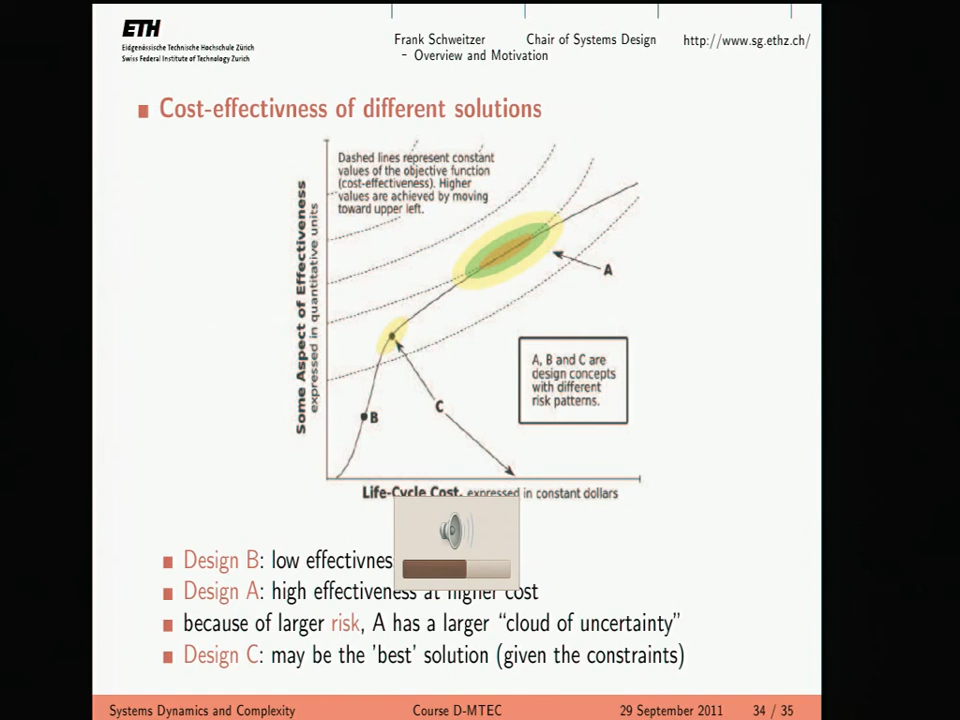 ETH
Eidgenössische Technische Hochschule Zürich
Swiss Federal Institute of Technology Zurich
Frank Schweitzer Chair of Systems Design http://www.sg.ethz.ch/
– Overview and Motivation
Cost-effectivness of different solutions
Dashed lines represent constant
values of the objective function
(cost-effectiveness). Higher
values are achieved by moving
toward upper left.
Some Aspect of Effectiveness
expressed in quantitative units
A
A, B and C are
design concepts
with different
risk patterns.
C
B
Life-Cycle Cost, expressed in constant dollars
Design B: low effectivnes
Design A: high effectiveness at higher cost
because of larger risk, A has a larger "cloud of uncertainty"
Design C: may be the 'best' solution (given the constraints)
Systems Dynamics and Complexity Course D-MTEC 29 September 2011 34 / 35